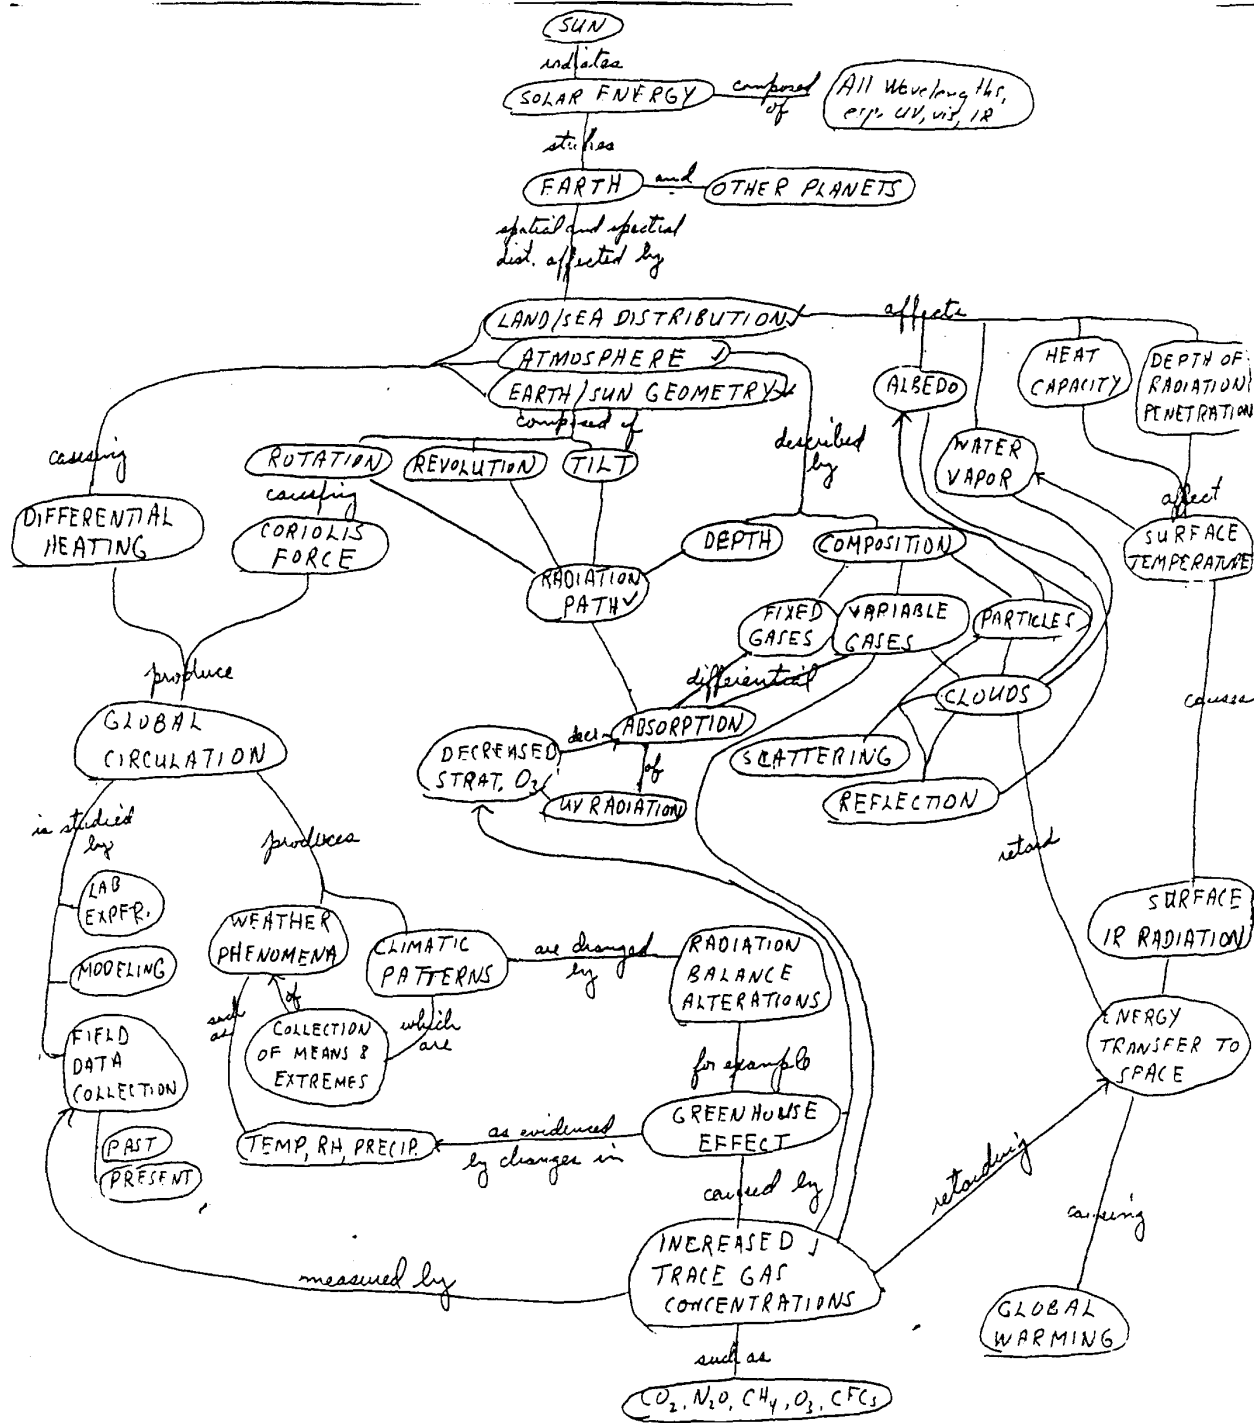 SUN
radiates
SOLAR ENERGY
composed
of
All Wavelengths,
esp. UV, vis, IR
strikes
EARTH
and
OTHER PLANETS
spatial and spectral
dist. affected by
LAND/SEA DISTRIBUTION
affects
ATMOSPHERE
EARTH/SUN GEOMETRY
composed of
ALBEDO
HEAT
CAPACITY
DEPTH OF
RADIATION
PENETRATION
causing
ROTATION
REVOLUTION
TILT
described
by
WATER
VAPOR
affect
causing
DIFFERENTIAL
HEATING
CORIOLIS
FORCE
DEPTH
COMPOSITION
SURFACE
TEMPERATURE
RADIATION
PATH
FIXED
GASES
VARIABLE
GASES
PARTICLES
produce
differential
CLOUDS
causes
GLOBAL
CIRCULATION
DECREASED
STRAT. O3
decr
ABSORPTION
of
UV RADIATION
SCATTERING
REFLECTION
is studied
by
produces
retard
LAB
EXPER.
MODELING
FIELD
DATA
COLLECTION
PAST
PRESENT
WEATHER
PHENOMENA
CLIMATIC
PATTERNS
are changed
by
RADIATION
BALANCE
ALTERATIONS
SURFACE
IR RADIATION
such
as
of
COLLECTION
OF MEANS &
EXTREMES
which
are
for example
ENERGY
TRANSFER TO
SPACE
TEMP, RH, PRECIP.
as evidenced
by changes in
GREENHOUSE
EFFECT
caused by
retarding
causing
measured by
INCREASED
TRACE GAS
CONCENTRATIONS
GLOBAL
WARMING
such as
CO2, N2O, CH4, O3, CFCs